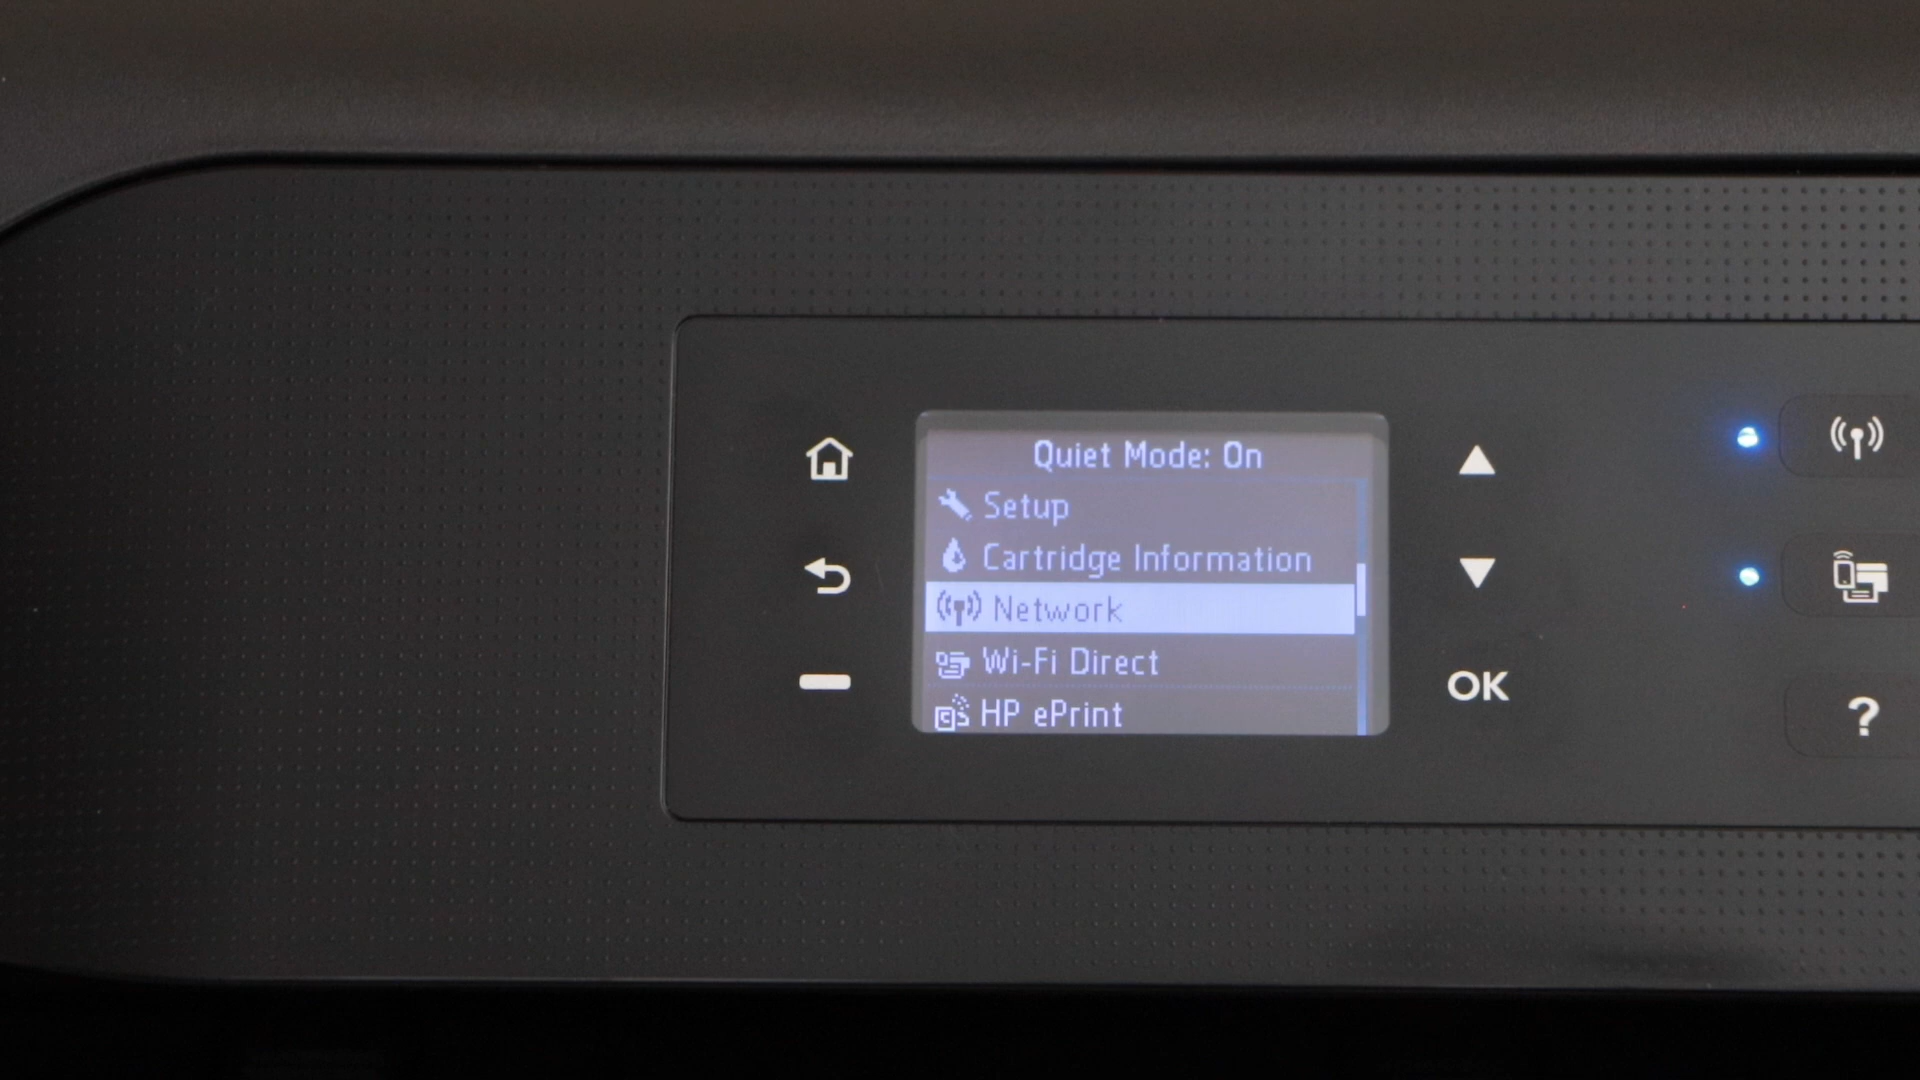 Quiet Mode: On
Setup
Cartridge Information
Network
Wi-Fi Direct
HP ePrint
OK
?